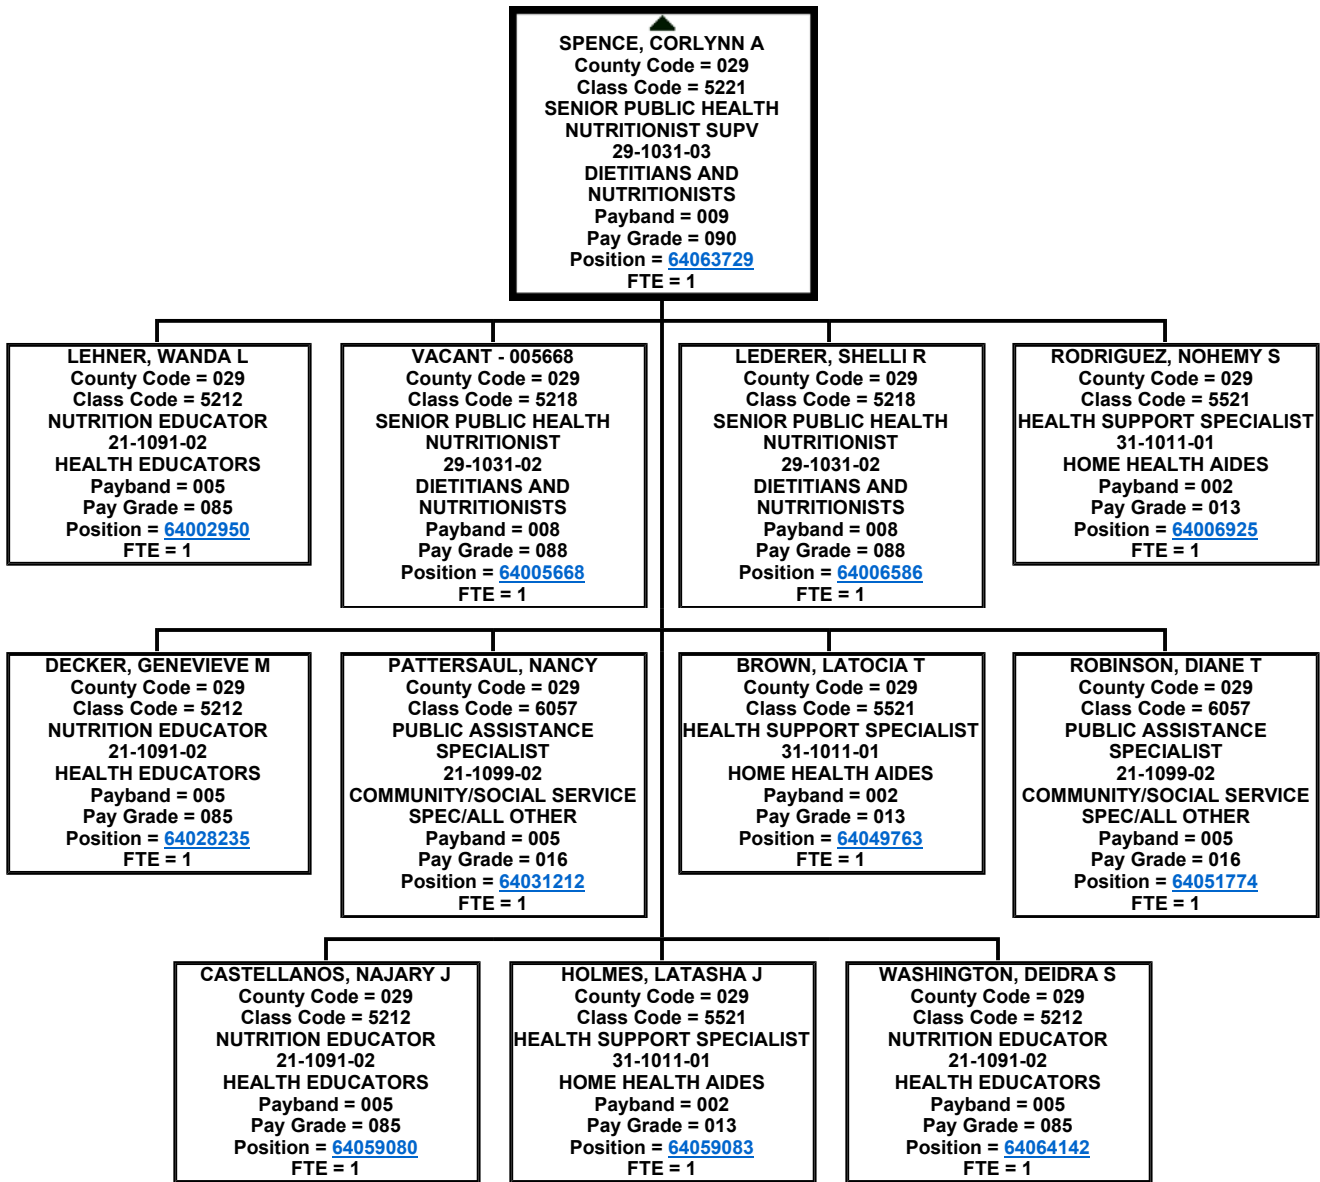 SPENCE, CORLYNN A
County Code = 029
Class Code = 5221
SENIOR PUBLIC HEALTH
NUTRITIONIST SUPV
29-1031-03
DIETITIANS AND
NUTRITIONISTS
Payband = 009
Pay Grade = 090
Position = 64063729
FTE = 1
LEHNER, WANDA L
County Code = 029
Class Code = 5212
NUTRITION EDUCATOR
21-1091-02
HEALTH EDUCATORS
Payband = 005
Pay Grade = 085
Position = 64002950
FTE = 1
VACANT - 005668
County Code = 029
Class Code = 5218
SENIOR PUBLIC HEALTH
NUTRITIONIST
29-1031-02
DIETITIANS AND
NUTRITIONISTS
Payband = 008
Pay Grade = 088
Position = 64005668
FTE = 1
LEDERER, SHELLI R
County Code = 029
Class Code = 5218
SENIOR PUBLIC HEALTH
NUTRITIONIST
29-1031-02
DIETITIANS AND
NUTRITIONISTS
Payband = 008
Pay Grade = 088
Position = 64006586
FTE = 1
RODRIGUEZ, NOHEMY S
County Code = 029
Class Code = 5521
HEALTH SUPPORT SPECIALIST
31-1011-01
HOME HEALTH AIDES
Payband = 002
Pay Grade = 013
Position = 64006925
FTE = 1
DECKER, GENEVIEVE M
County Code = 029
Class Code = 5212
NUTRITION EDUCATOR
21-1091-02
HEALTH EDUCATORS
Payband = 005
Pay Grade = 085
Position = 64028235
FTE = 1
PATTERSAUL, NANCY
County Code = 029
Class Code = 6057
PUBLIC ASSISTANCE
SPECIALIST
21-1099-02
COMMUNITY/SOCIAL SERVICE
SPEC/ALL OTHER
Payband = 005
Pay Grade = 016
Position = 64031212
FTE = 1
BROWN, LATOCIA T
County Code = 029
Class Code = 5521
HEALTH SUPPORT SPECIALIST
31-1011-01
HOME HEALTH AIDES
Payband = 002
Pay Grade = 013
Position = 64049763
FTE = 1
ROBINSON, DIANE T
County Code = 029
Class Code = 6057
PUBLIC ASSISTANCE
SPECIALIST
21-1099-02
COMMUNITY/SOCIAL SERVICE
SPEC/ALL OTHER
Payband = 005
Pay Grade = 016
Position = 64051774
FTE = 1
CASTELLANOS, NAJARY J
County Code = 029
Class Code = 5212
NUTRITION EDUCATOR
21-1091-02
HEALTH EDUCATORS
Payband = 005
Pay Grade = 085
Position = 64059080
FTE = 1
HOLMES, LATASHA J
County Code = 029
Class Code = 5521
HEALTH SUPPORT SPECIALIST
31-1011-01
HOME HEALTH AIDES
Payband = 002
Pay Grade = 013
Position = 64059083
FTE = 1
WASHINGTON, DEIDRA S
County Code = 029
Class Code = 5212
NUTRITION EDUCATOR
21-1091-02
HEALTH EDUCATORS
Payband = 005
Pay Grade = 085
Position = 64064142
FTE = 1